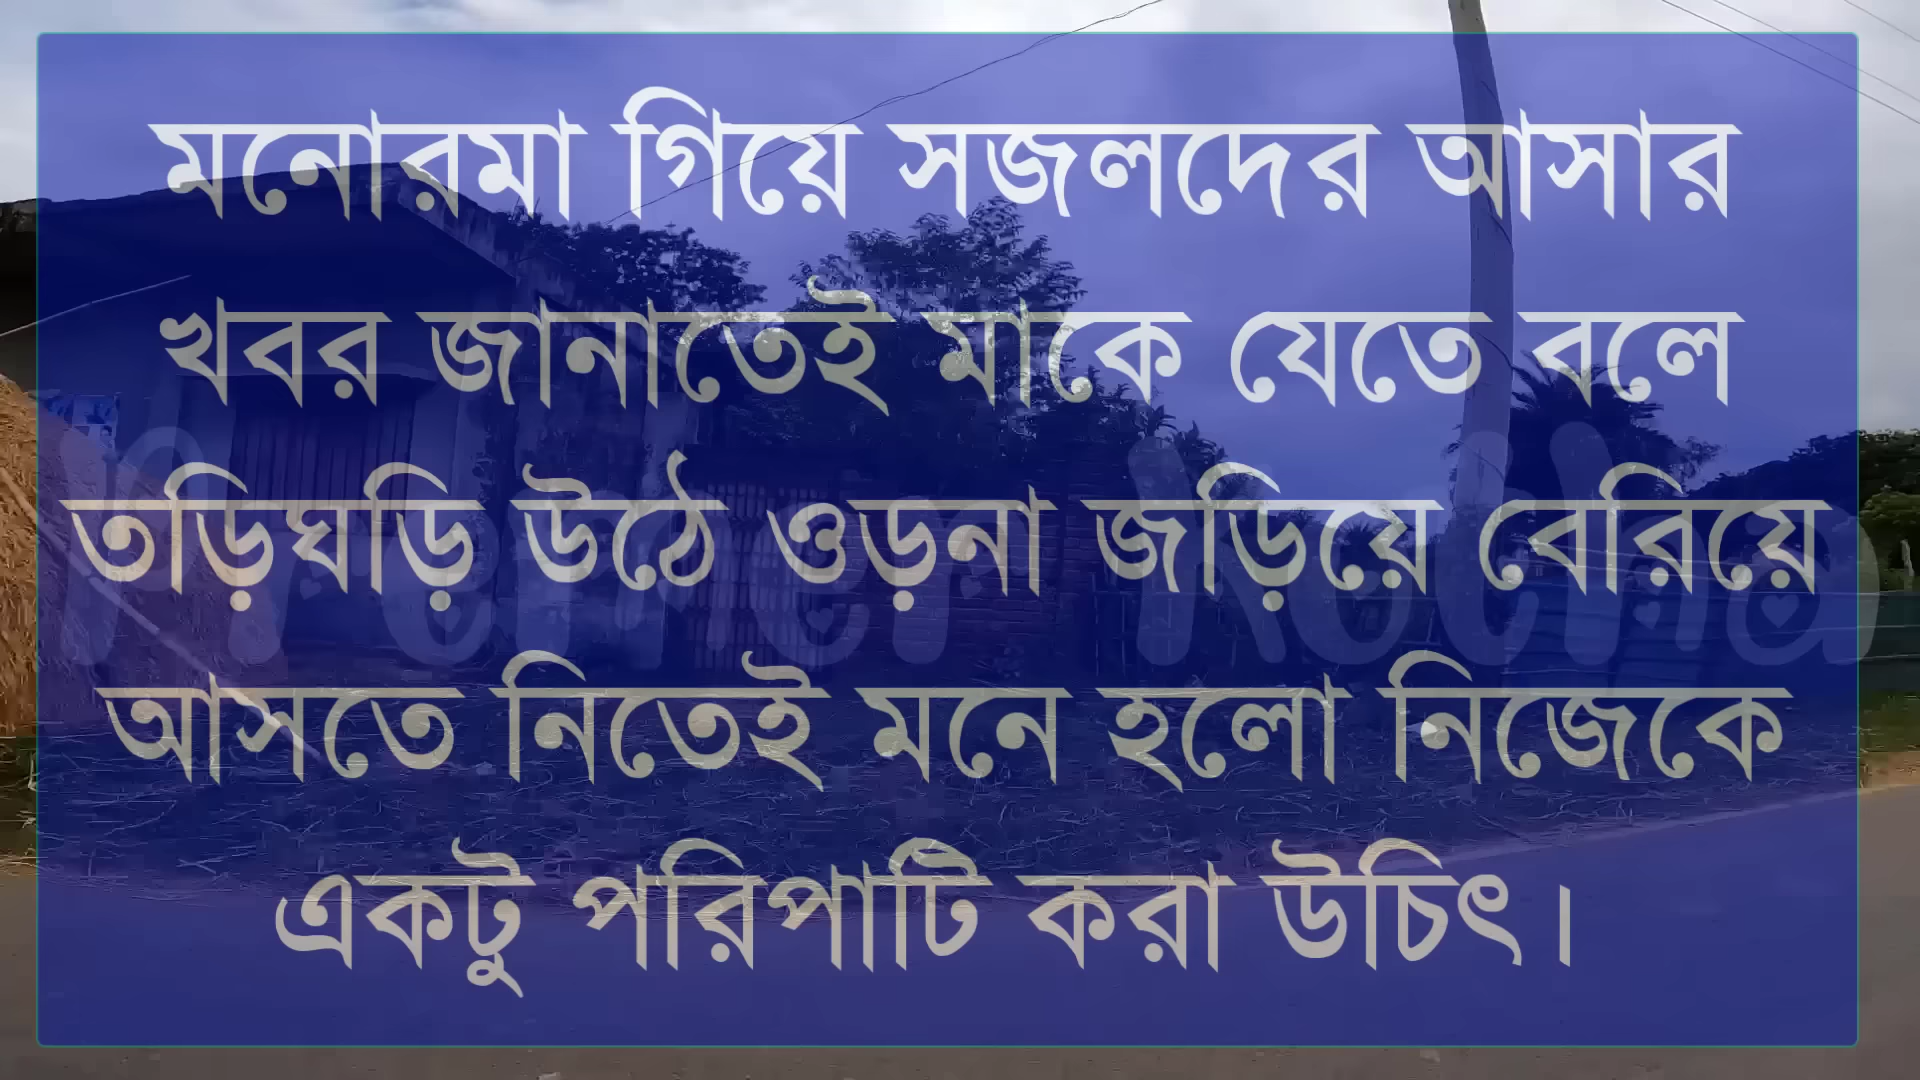 মনোরমা গিয়ে সজলদের আসার
খবর জানাতেই মাকে যেতে বলে
তড়িঘড়ি উঠে ওড়না জড়িয়ে বেরিয়ে
আসতে নিতেই মনে হলো নিজেকে
একটু পরিপাটি করা উচিৎ।